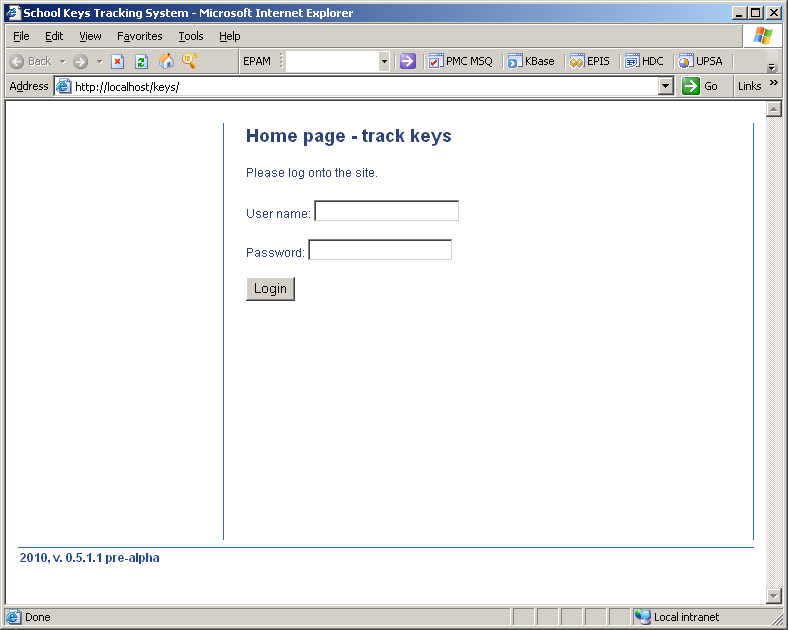 School Keys Tracking System - Microsoft Internet Explorer
File Edit View Favorites Tools Help
Back EPAM PMC MSQ KBase EPIS HDC UPSA
Address http://localhost/keys/ Go Links »
Home page - track keys
Please log onto the site.
User name:
Password:
Login
2010, v. 0.5.1.1 pre-alpha
Done Local intranet